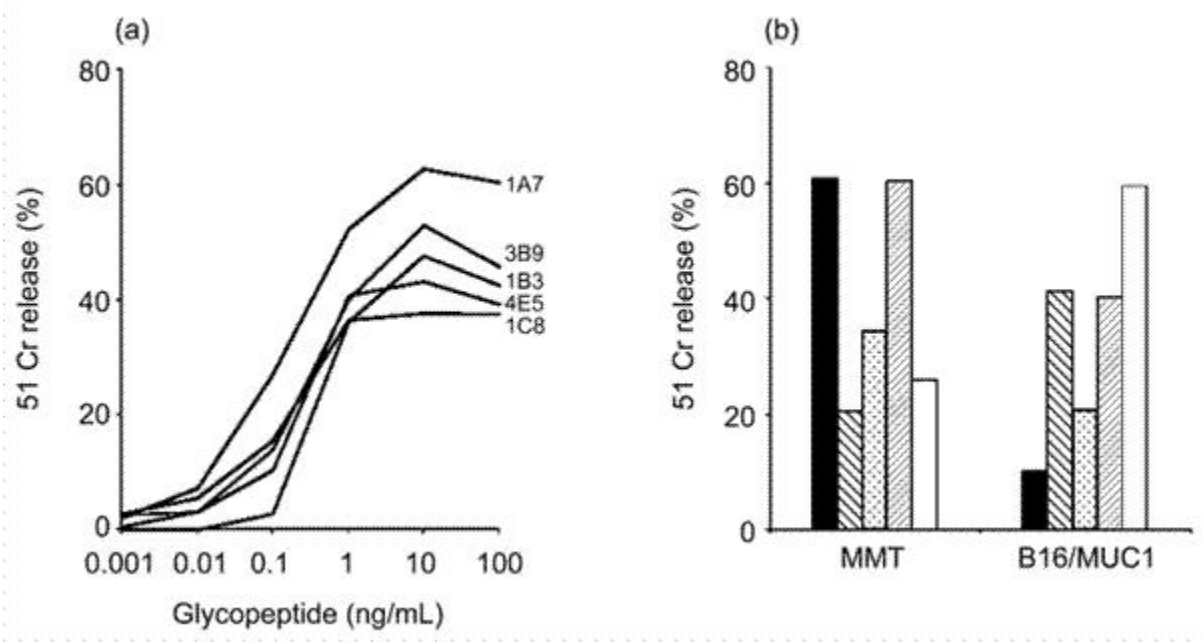 (a)
80
60
40
20
0
51 Cr release (%)
1A7
3B9
1B3
4E5
1C8
0.001 0.01 0.1 1 10 100
Glycopeptide (ng/mL)
(b)
80
60
40
20
0
51 Cr release (%)
MMT B16/MUC1